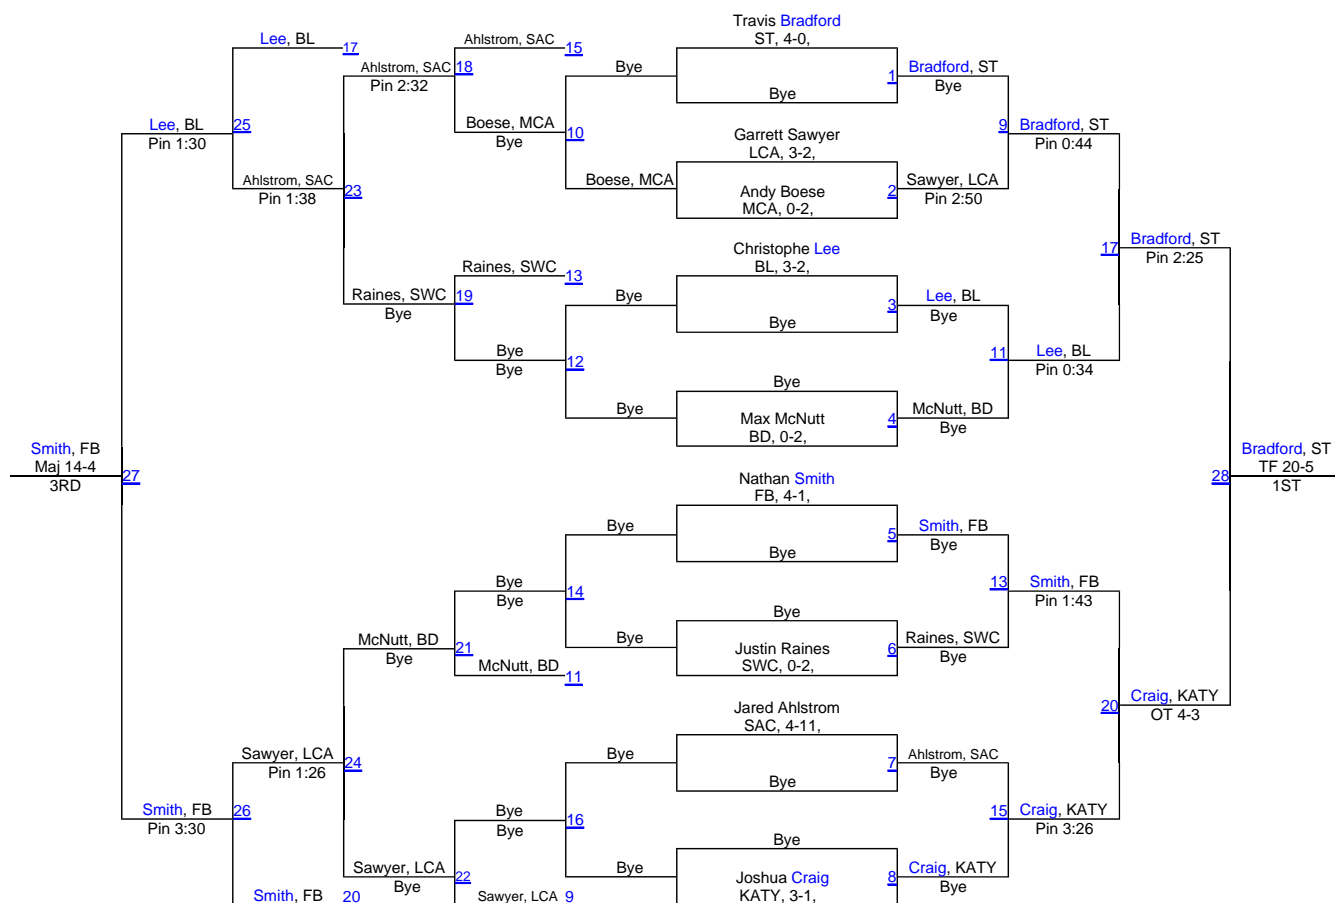 Travis Bradford
ST, 4-0,
Lee, BL
17
Ahlstrom, SAC
15
Ahlstrom, SAC
18
Pin 2:32
Bye
Bye
1
Bradford, ST
Bye
Lee, BL
Pin 1:30
25
Boese, MCA
Bye
10
Garrett Sawyer
LCA, 3-2,
9
Bradford, ST
Pin 0:44
Ahlstrom, SAC
Pin 1:38
23
Boese, MCA
Andy Boese
MCA, 0-2,
2
Sawyer, LCA
Pin 2:50
Christophe Lee
BL, 3-2,
17
Bradford, ST
Pin 2:25
Raines, SWC
13
Raines, SWC
Bye
19
Bye
Bye
3
Lee, BL
Bye
Bye
Bye
12
11
Lee, BL
Pin 0:34
Bye
Bye
Max McNutt
BD, 0-2,
4
McNutt, BD
Bye
Smith, FB
Maj 14-4
3RD
27
Nathan Smith
FB, 4-1,
28
Bradford, ST
TF 20-5
1ST
Bye
Bye
5
Smith, FB
Bye
Bye
Bye
14
13
Smith, FB
Pin 1:43
McNutt, BD
Bye
21
McNutt, BD
11
Bye
Bye
Justin Raines
SWC, 0-2,
6
Raines, SWC
Bye
Jared Ahlstrom
SAC, 4-11,
20
Craig, KATY
OT 4-3
Sawyer, LCA
Pin 1:26
24
Bye
Bye
7
Ahlstrom, SAC
Bye
Smith, FB
Pin 3:30
26
Bye
Bye
16
15
Craig, KATY
Pin 3:26
Bye
Sawyer, LCA
Bye
22
Bye
Joshua Craig
KATY, 3-1,
8
Craig, KATY
Bye
Smith, FB
20
Sawyer, LCA
9